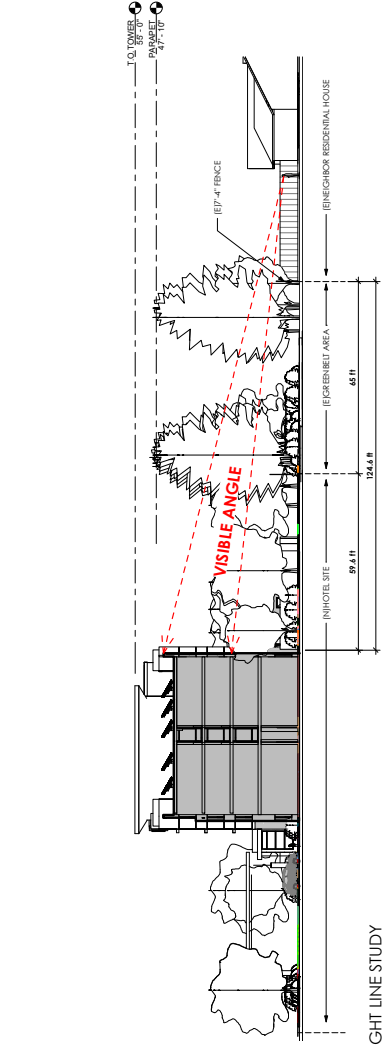 T.O. TOWER
55' - 0"
PARAPET
47' - 10"
(E)7'-4" FENCE
VISIBLE ANGLE
(N)HOTEL SITE
(E)GREENBELT AREA
(E)NEIGHBOR RESIDENTIAL HOUSE
59.6 ft
65 ft
124.6 ft
GHT LINE STUDY